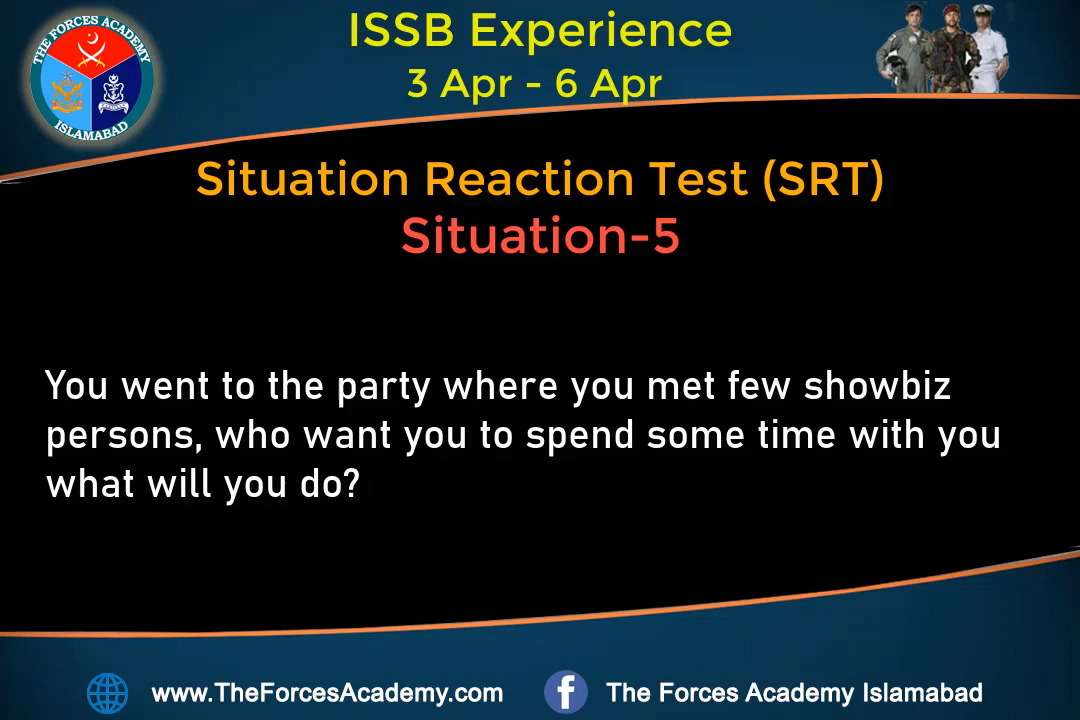 THE FORCES ACADEMY
ISLAMABAD
ISSB Experience
3 Apr - 6 Apr
Situation Reaction Test (SRT)
Situation-5
You went to the party where you met few showbiz
persons, who want you to spend some time with you
what will you do?
www.TheForcesAcademy.com
f The Forces Academy Islamabad